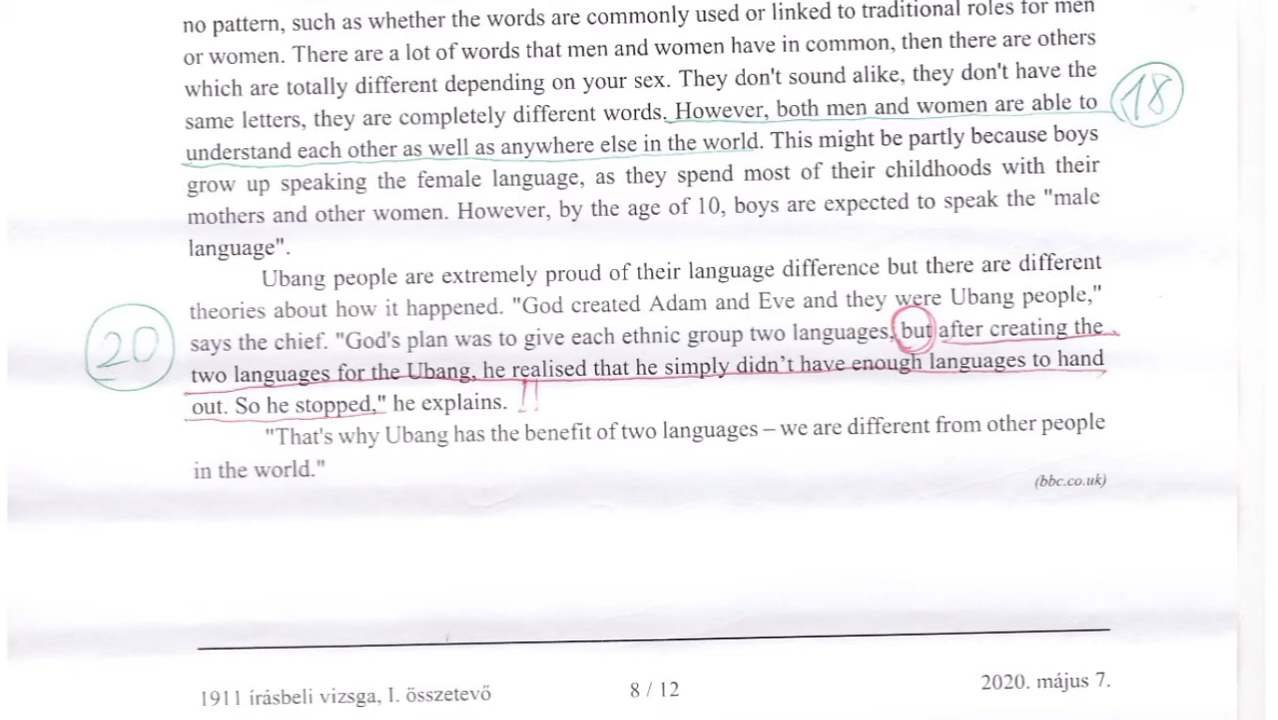 no pattern, such as whether the words are commonly used or linked to traditional roles for men
or women. There are a lot of words that men and women have in common, then there are others
which are totally different depending on your sex. They don't sound alike, they don't have the
same letters, they are completely different words. However, both men and women are able to
18
understand each other as well as anywhere else in the world. This might be partly because boys
grow up speaking the female language, as they spend most of their childhoods with their
mothers and other women. However, by the age of 10, boys are expected to speak the "male
language".
Ubang people are extremely proud of their language difference but there are different
theories about how it happened. "God created Adam and Eve and they were Ubang people,"
20
says the chief. "God's plan was to give each ethnic group two languages, but after creating the
two languages for the Ubang, he realised that he simply didn't have enough languages to hand
out. So he stopped," he explains. !!
"That's why Ubang has the benefit of two languages – we are different from other people
in the world."
(bbc.co.uk)
1911 írásbeli vizsga, I. összetevő
8 / 12
2020. május 7.